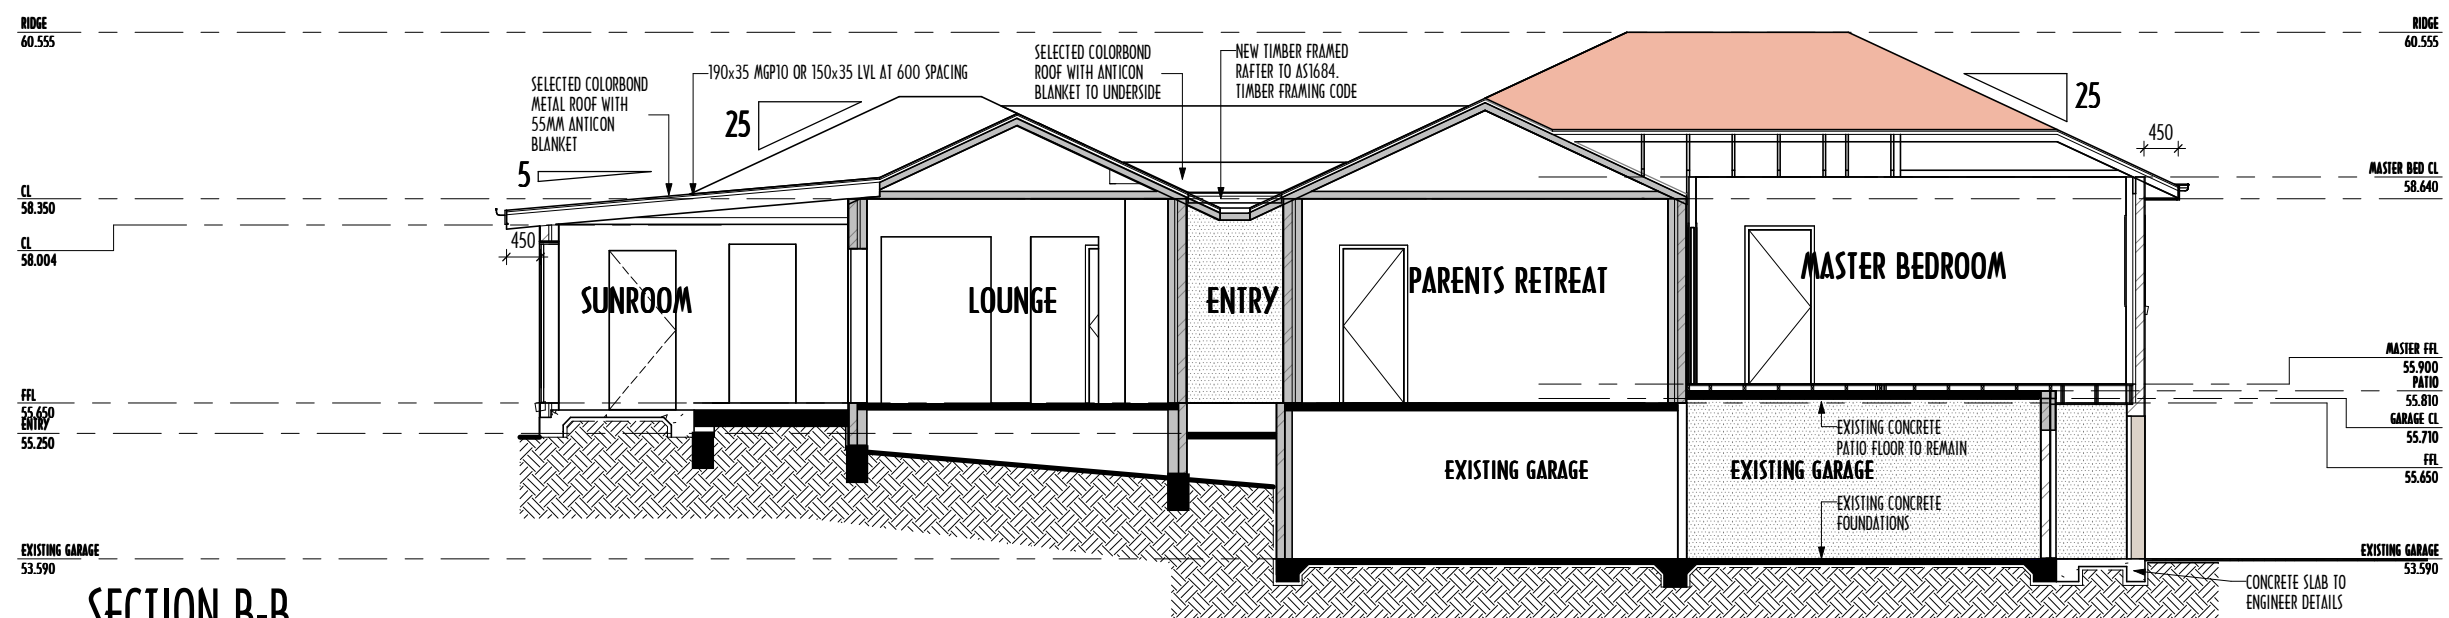 RIDGE
60.555
SELECTED COLORBOND
METAL ROOF WITH
55MM ANTICON
BLANKET
190x35 MGP10 OR 150x35 LVL AT 600 SPACING
SELECTED COLORBOND
ROOF WITH ANTICON
BLANKET TO UNDERSIDE
NEW TIMBER FRAMED
RAFTER TO AS1684.
TIMBER FRAMING CODE
RIDGE
60.555
25
25
5
450
450
CL
58.350
CL
58.004
MASTER BED CL
58.640
SUNROOM
LOUNGE
ENTRY
PARENTS RETREAT
MASTER BEDROOM
FFL
55.650
ENTRY
55.250
MASTER FFL
55.900
PATIO
55.810
GARAGE CL
55.710
FFL
55.650
EXISTING CONCRETE
PATIO FLOOR TO REMAIN
EXISTING GARAGE
EXISTING GARAGE
EXISTING CONCRETE
FOUNDATIONS
EXISTING GARAGE
53.590
EXISTING GARAGE
53.590
CONCRETE SLAB TO
ENGINEER DETAILS
SECTION B-B